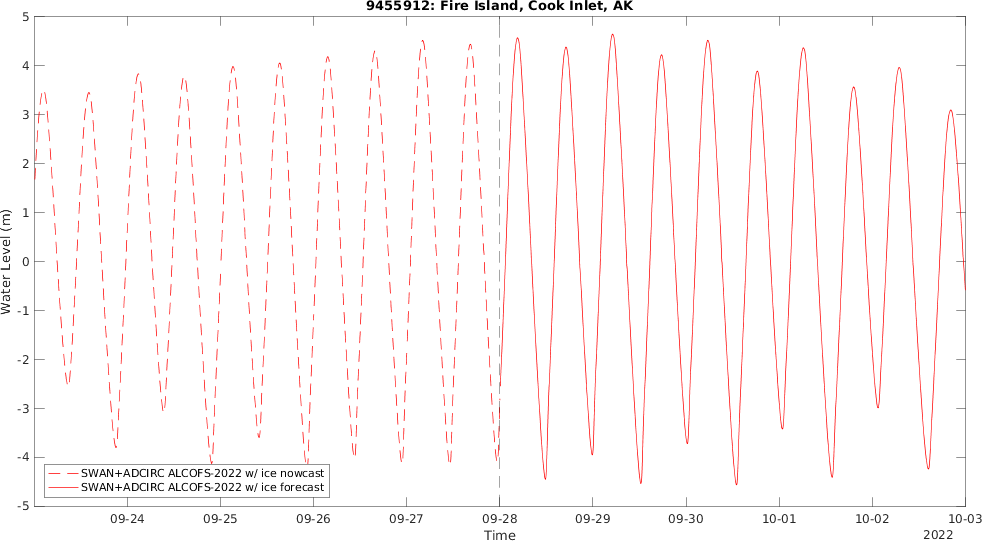 9455912: Fire Island, Cook Inlet, AK
5
4
3
2
1
0
-1
-2
-3
-4
-5
Water Level (m)
SWAN+ADCIRC ALCOFS-2022 w/ ice nowcast
SWAN+ADCIRC ALCOFS-2022 w/ ice forecast
09-24 09-25 09-26 09-27 09-28 09-29 09-30 10-01 10-02 10-03
Time
2022